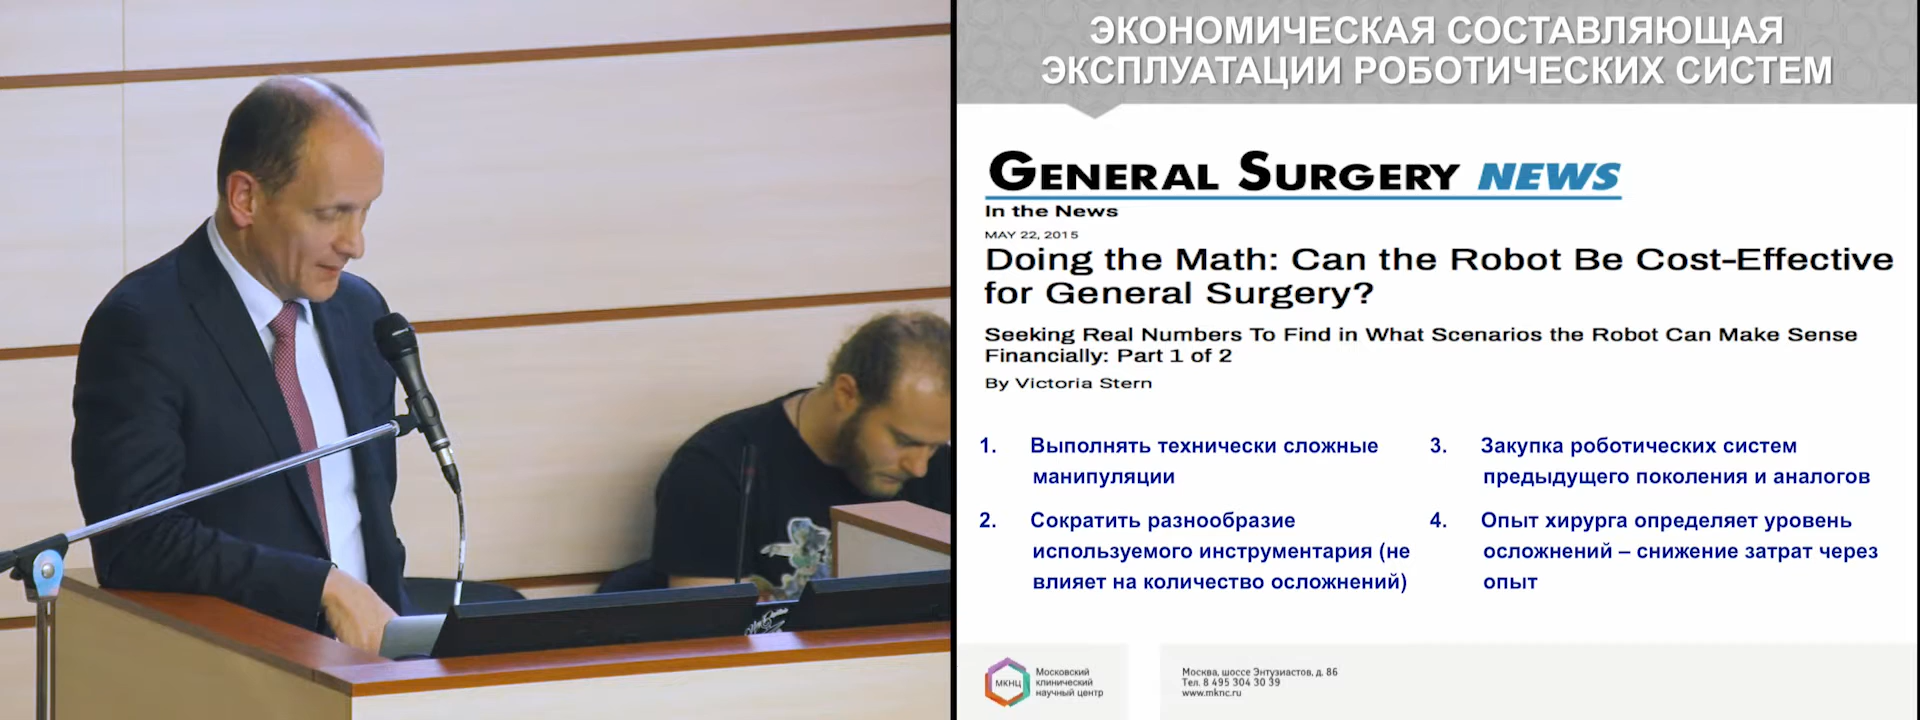 ЭКОНОМИЧЕСКАЯ СОСТАВЛЯЮЩАЯ
ЭКСПЛУАТАЦИИ РОБОТИЧЕСКИХ СИСТЕМ
GENERAL SURGERY NEWS
In the News
MAY 22, 2015
Doing the Math: Can the Robot Be Cost-Effective
for General Surgery?
Seeking Real Numbers To Find in What Scenarios the Robot Can Make Sense
Financially: Part 1 of 2
By Victoria Stern
1. Выполнять технически сложные
манипуляции
2. Сократить разнообразие
используемого инструментария (не
влияет на количество осложнений)
3. Закупка роботических систем
предыдущего поколения и аналогов
4. Опыт хирурга определяет уровень
осложнений – снижение затрат через
опыт
МКНЦ
Московский
клинический
научный центр
Москва, шоссе Энтузиастов, д. 86
Тел. 8 495 304 30 39
www.mknc.ru